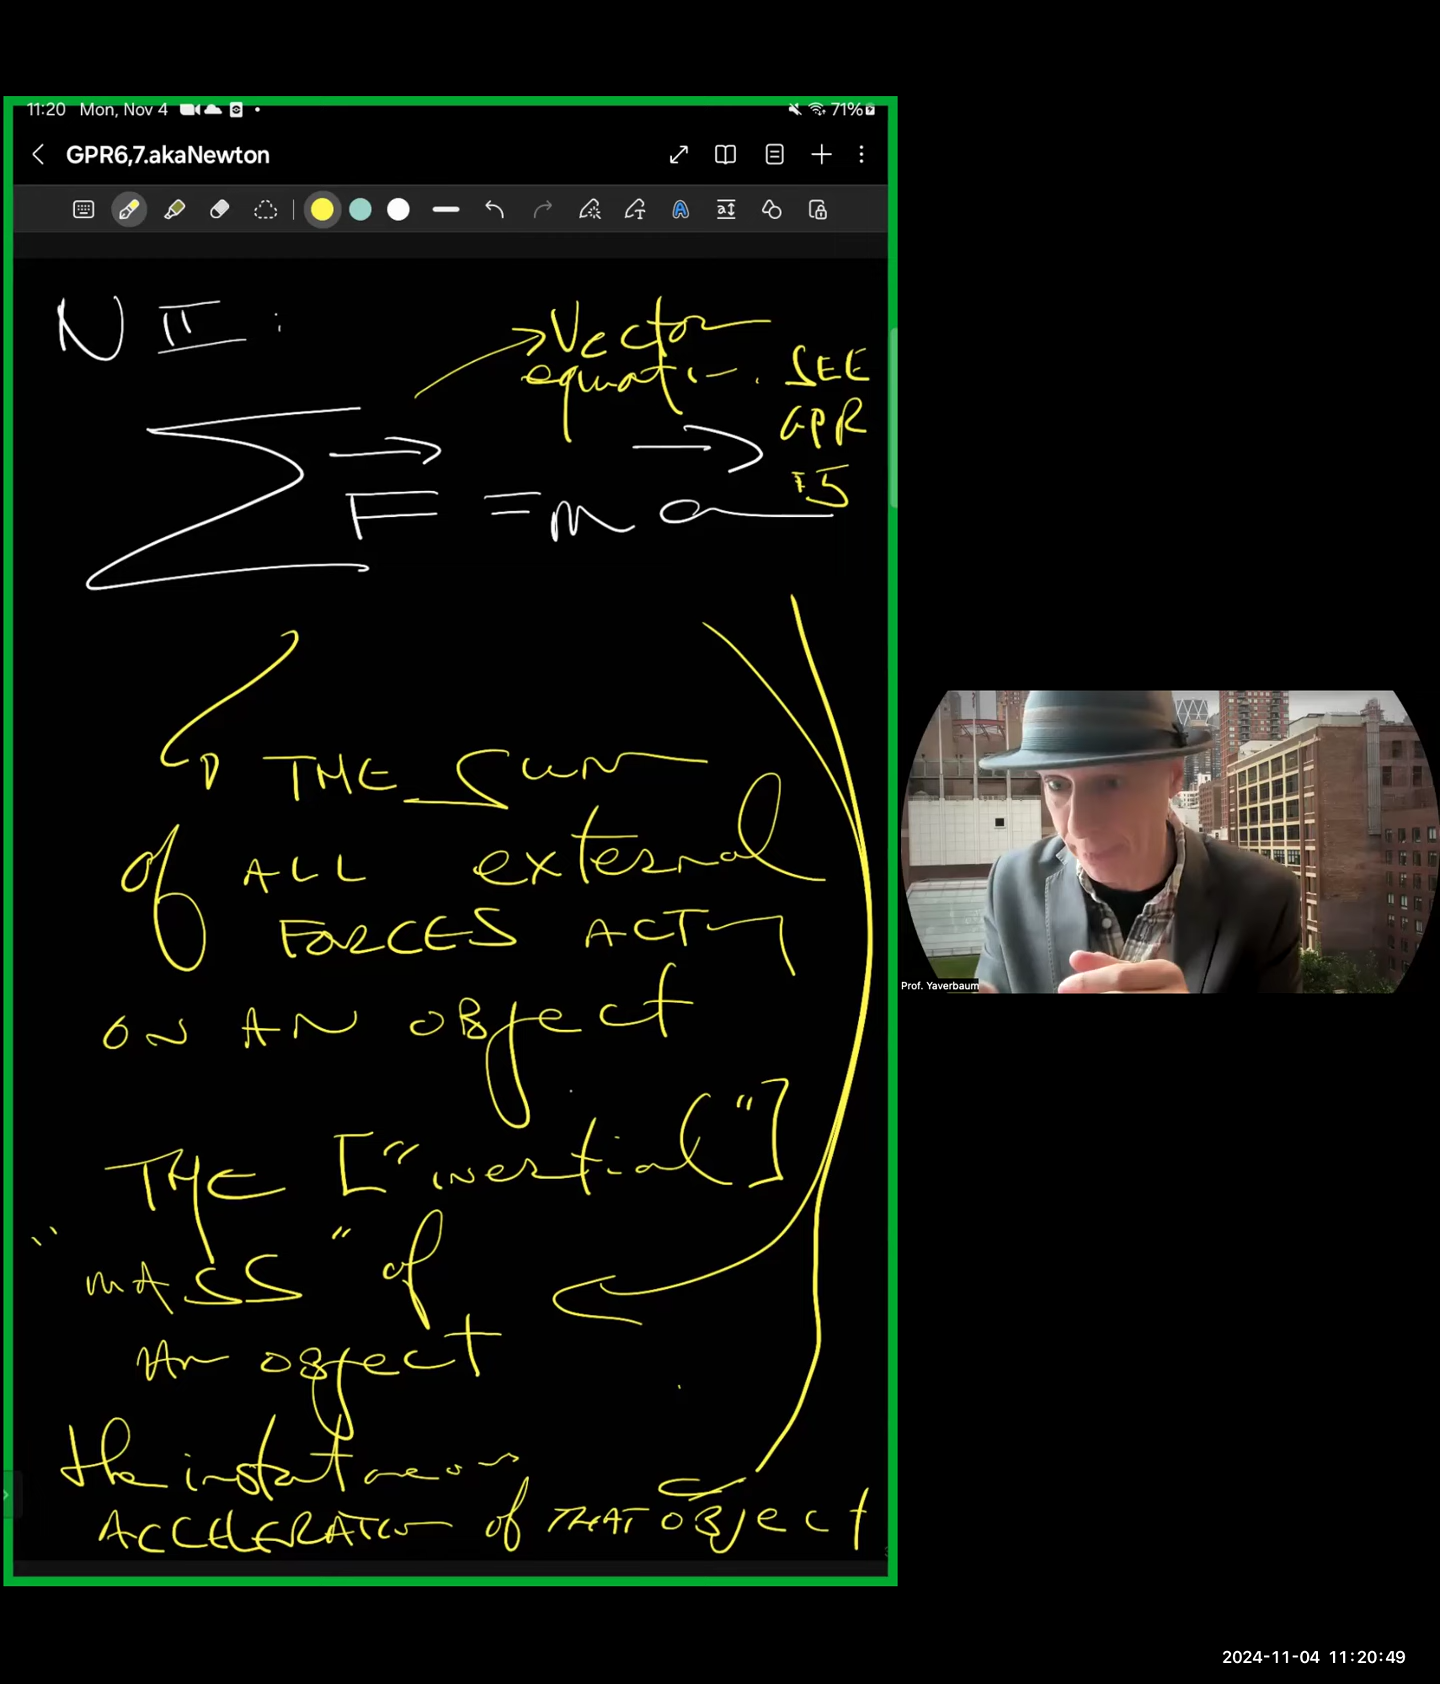 11:20 Mon, Nov 4 71%
GPR6,7.akaNewton
N II :
Vector
equation. SEE
GPR
#5
∑ F⃗ = m a⃗
THE SUM
of ALL external
FORCES ACTING
ON AN OBJECT
THE ["inertial"]
"MASS" of
AN OBJECT
the instantaneous
ACCELERATION of THAT OBJECT
Prof. Yaverbaum
2024-11-04 11:20:49